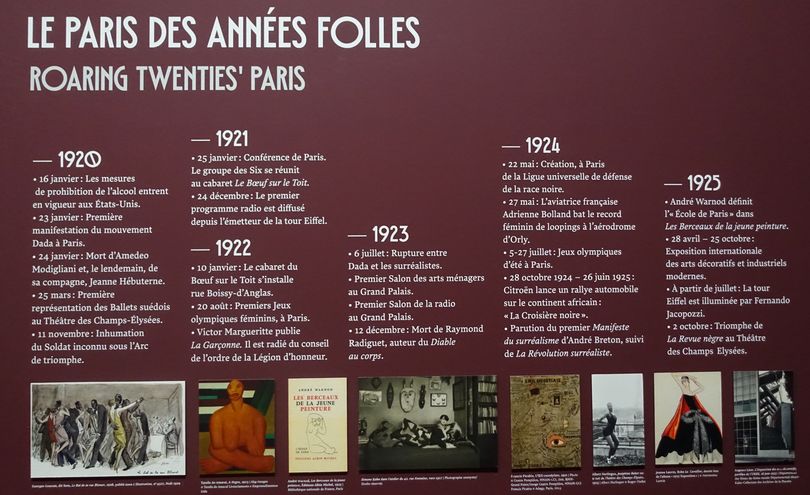 LE PARIS DES ANNÉES FOLLES
ROARING TWENTIES' PARIS
— 1920
• 16 janvier : Les mesures
de prohibition de l'alcool entrent
en vigueur aux États-Unis.
• 23 janvier : Première
manifestation du mouvement
Dada à Paris.
• 24 janvier : Mort d'Amedeo
Modigliani et, le lendemain, de
sa compagne, Jeanne Hébuterne.
• 25 mars : Première
représentation des Ballets suédois
au Théâtre des Champs-Élysées.
• 11 novembre : Inhumation
du Soldat inconnu sous l'Arc
de triomphe.
— 1921
• 25 janvier : Conférence de Paris.
Le groupe des Six se réunit
au cabaret Le Bœuf sur le Toit.
• 24 décembre : Le premier
programme radio est diffusé
depuis l'émetteur de la tour Eiffel.
— 1922
• 10 janvier : Le cabaret du
Bœuf sur le Toit s'installe
rue Boissy-d'Anglas.
• 20 août : Premiers Jeux
olympiques féminins, à Paris.
• Victor Margueritte publie
La Garçonne. Il est radié du conseil
de l'ordre de la Légion d'honneur.
— 1923
• 6 juillet : Rupture entre
Dada et les surréalistes.
• Premier Salon des arts ménagers
au Grand Palais.
• Premier Salon de la radio
au Grand Palais.
• 12 décembre : Mort de Raymond
Radiguet, auteur du Diable
au corps.
— 1924
• 22 mai : Création, à Paris
de la Ligue universelle de défense
de la race noire.
• 27 mai : L'aviatrice française
Adrienne Bolland bat le record
féminin de loopings à l'aérodrome
d'Orly.
• 5-27 juillet : Jeux olympiques
d'été à Paris.
• 28 octobre 1924 – 26 juin 1925 :
Citroën lance un rallye automobile
sur le continent africain :
« La Croisière noire ».
• Parution du premier Manifeste
du surréalisme d'André Breton, suivi
de La Révolution surréaliste.
— 1925
• André Warnod définit
l'« École de Paris » dans
Les Berceaux de la jeune peinture.
• 28 avril – 25 octobre :
Exposition internationale
des arts décoratifs et industriels
modernes.
• À partir de juillet : La tour
Eiffel est illuminée par Fernando
Jacopozzi.
• 2 octobre : Triomphe de
La Revue nègre au Théâtre
des Champs Elysées.
ANDRÉ WARNOD
LES BERCEAUX
DE LA JEUNE
PEINTURE